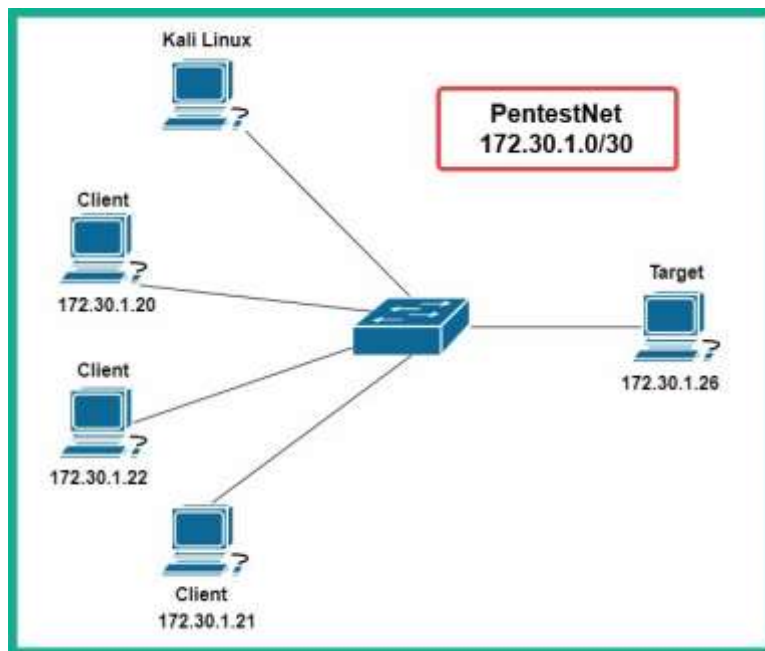 Kali Linux
PentestNet
172.30.1.0/30
Client
172.30.1.20
Target
172.30.1.26
Client
172.30.1.22
Client
172.30.1.21
?
?
?
?
?